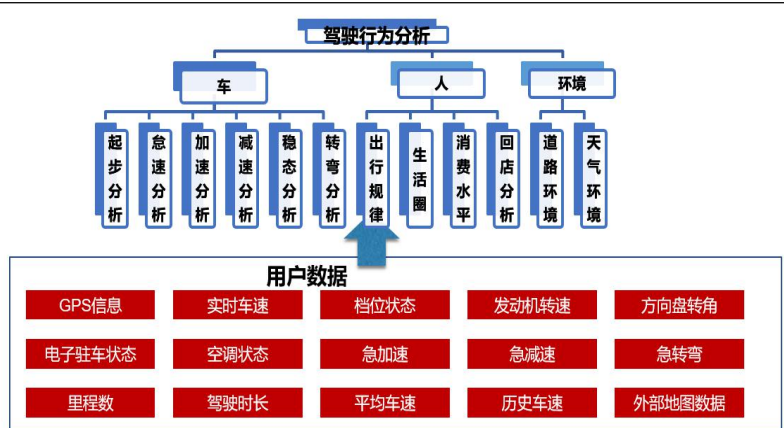 驾驶行为分析
车
人
环境
起步分析
怠速分析
加速分析
减速分析
稳态分析
转弯分析
出行规律
生活圈
消费水平
回店分析
道路环境
天气环境
用户数据
GPS信息
实时车速
档位状态
发动机转速
方向盘转角
电子驻车状态
空调状态
急加速
急减速
急转弯
里程数
驾驶时长
平均车速
历史车速
外部地图数据